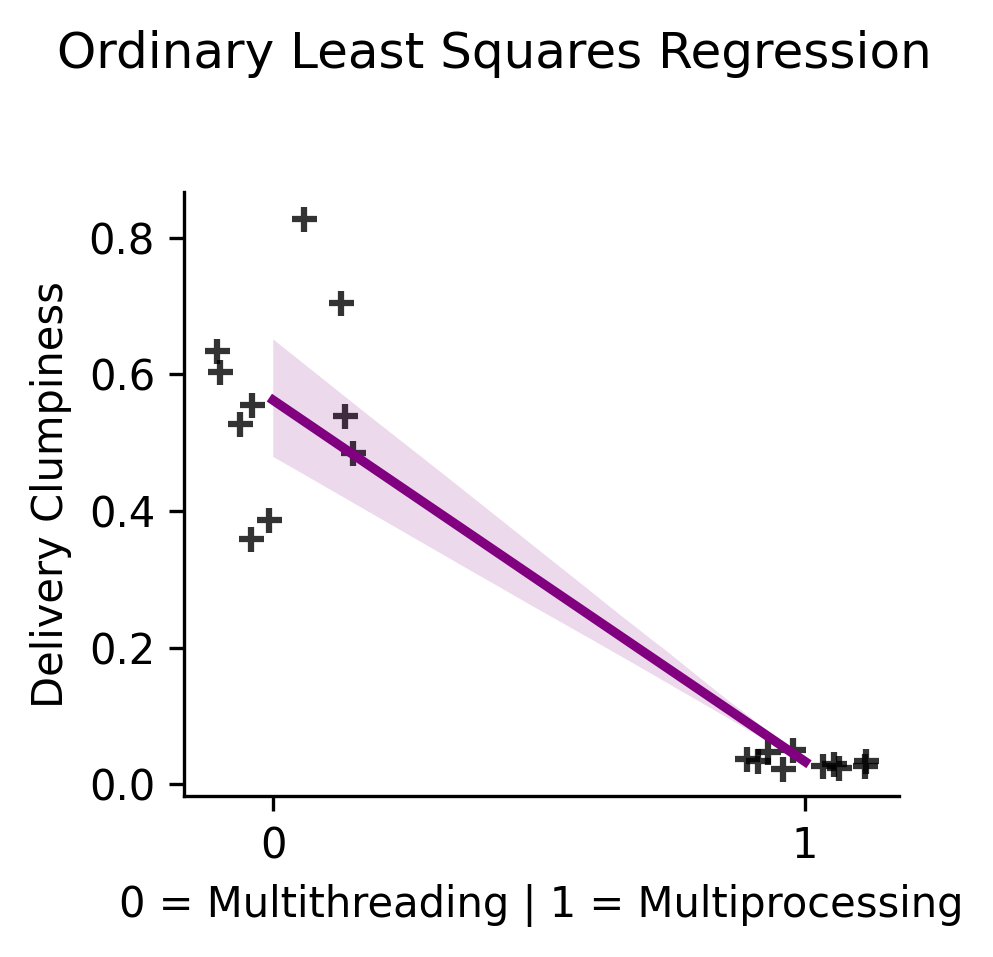 Ordinary Least Squares Regression
Delivery Clumpiness
0.8
0.6
0.4
0.2
0.0
0
1
0 = Multithreading | 1 = Multiprocessing